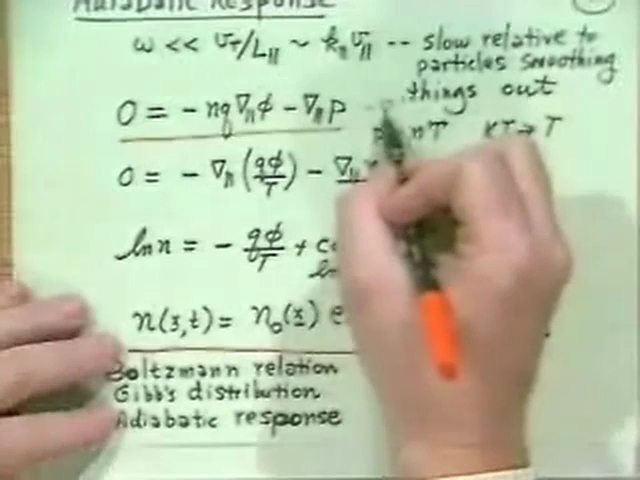 Adiabatic Response
ω << v_T/L_∥ ~ k_∥ v_∥ -- slow relative to
particles smoothing
things out
0 = - nq∇_∥φ - ∇_∥p
nT KT→T
0 = - ∇_∥(qφ/T) - ∇_∥
ln n = - qφ/T +
n(x,t) = n₀(x) e
Boltzmann relation
Gibb's distribution
Adiabatic response